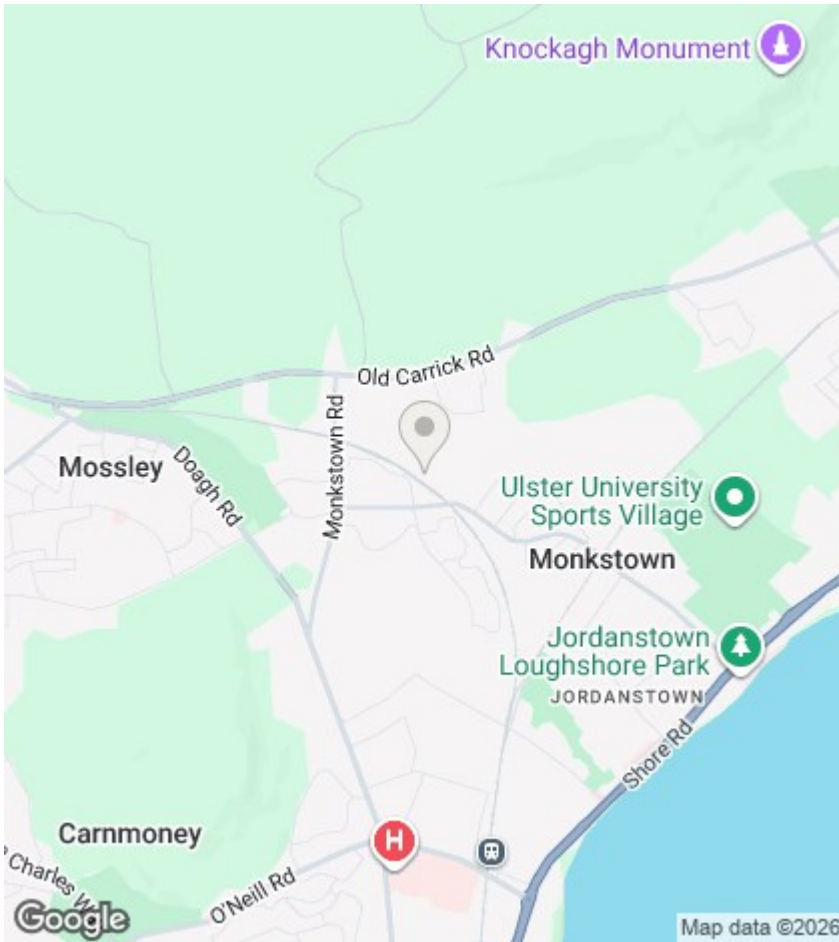 Knockagh Monument
Old Carrick Rd
Monkstown Rd
Mossley
Doagh Rd
Ulster University
Sports Village
Monkstown
Jordanstown
Loughshore Park
JORDANSTOWN
Shore Rd
Carnmoney
H
Charles
O'Neill Rd
Google
Map data ©2026